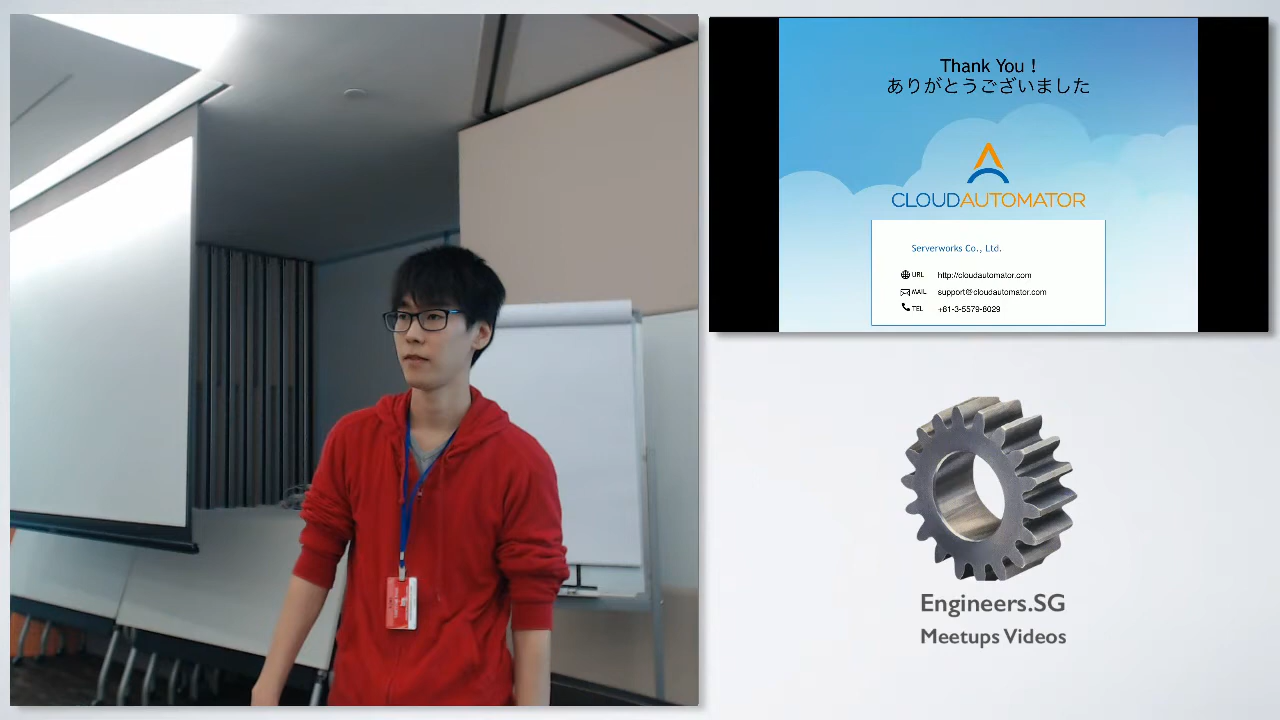 Thank You !
ありがとうございました
CLOUDAUTOMATOR
Serverworks Co., Ltd.
URL http://cloudautomator.com
MAIL support@cloudautomator.com
TEL +81-3-5579-8029
Engineers.SG
Meetups Videos